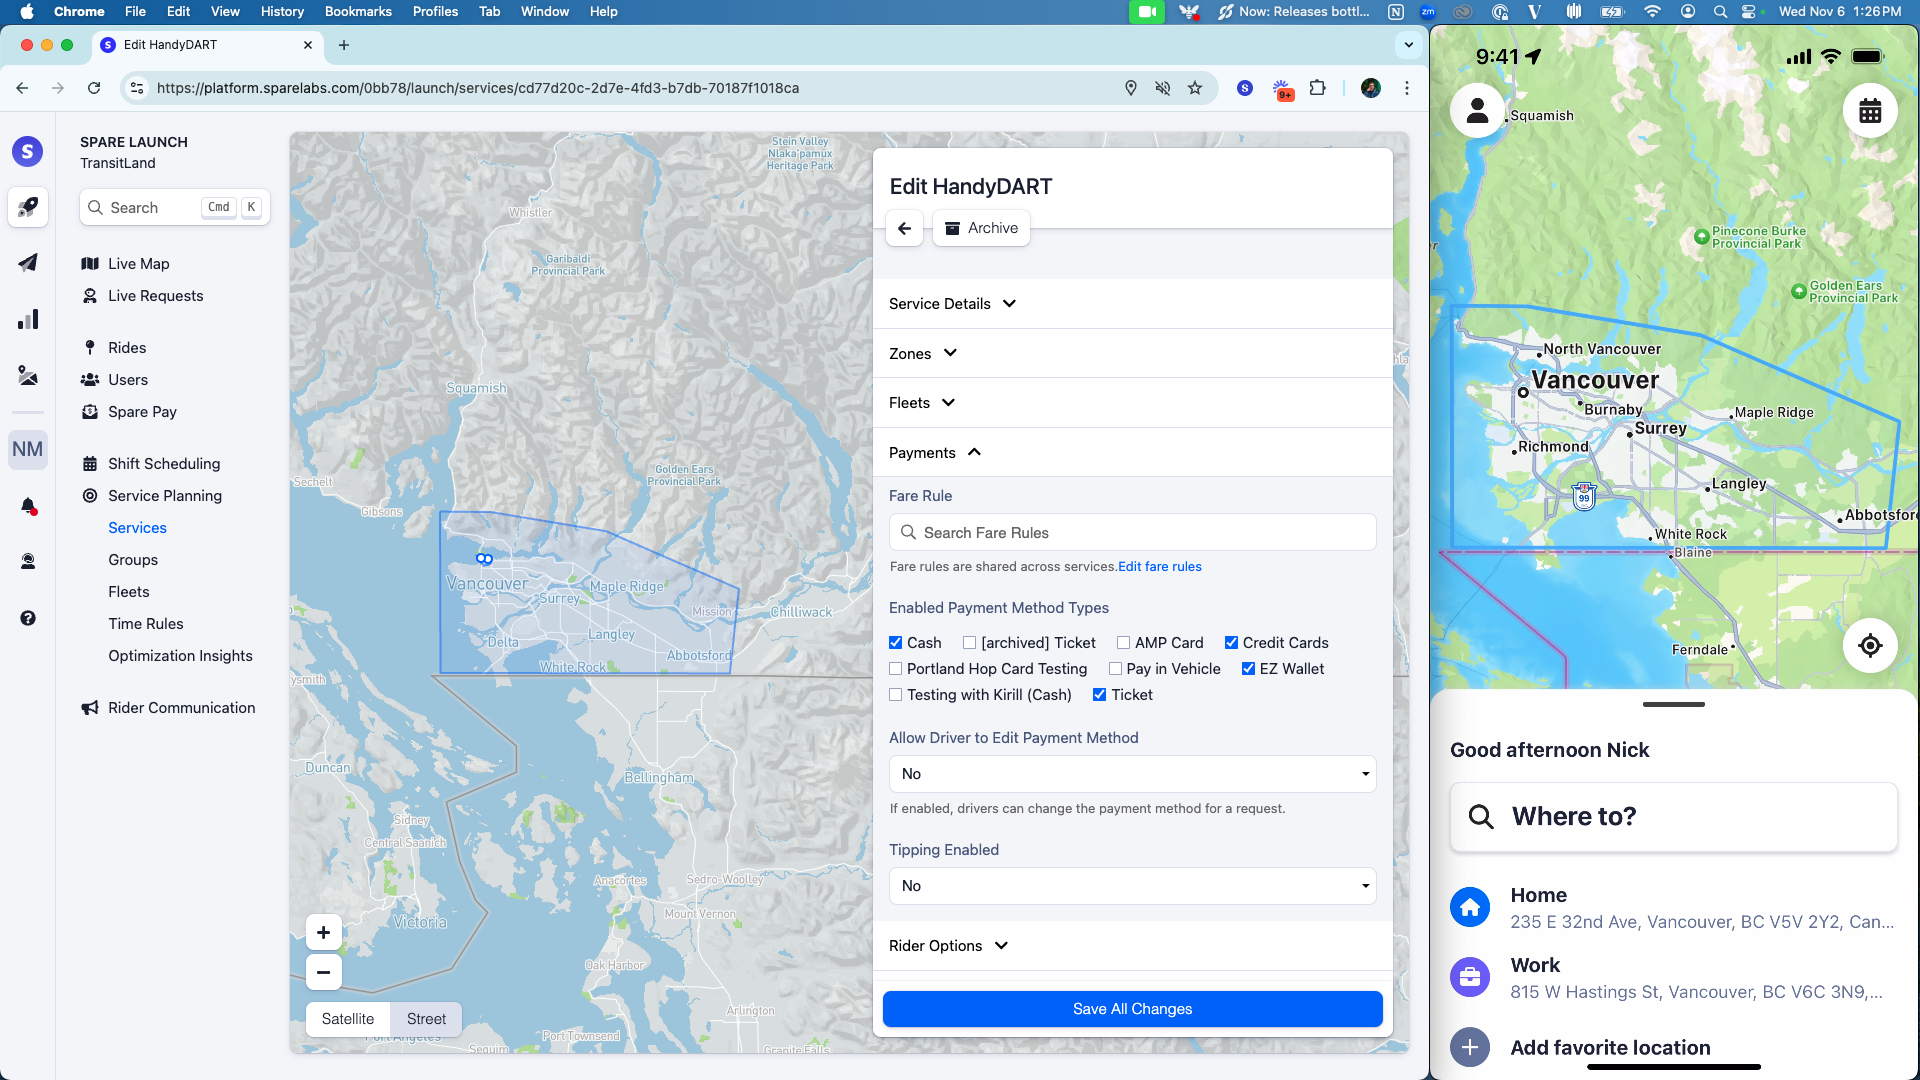 Chrome File Edit View History Bookmarks Profiles Tab Window Help
zm
V
Now: Releases bottl...
Wed Nov 6 1:26 PM
S Edit HandyDART
https://platform.sparelabs.com/0bb78/launch/services/cd77d20c-2d7e-4fd3-b7db-70187f1018ca
S
9+
S
NM
SPARE LAUNCH
TransitLand
Search Cmd K
Live Map
Live Requests
Rides
Users
Spare Pay
Shift Scheduling
Service Planning
Services
Groups
Fleets
Time Rules
Optimization Insights
Rider Communication
Stein Valley
Nlaka'pamux
Heritage Park
Whistler
Garibaldi
Provincial Park
Squamish
Golden Ears
Provincial Park
Sechelt
Gibsons
Vancouver
Maple Ridge
Surrey
Mission
Chilliwack
Delta
Langley
Abbotsford
White Rock
Duncan
Bellingham
Sidney
Central Saanich
Anacortes
Sedro-Woolley
Mount Vernon
Victoria
Oak Harbor
Arlington
Port Angeles
Port Townsend
Sequim
Granite Falls
+
−
Satellite Street
Edit HandyDART
Archive
Service Details
Zones
Fleets
Payments
Fare Rule
Search Fare Rules
Fare rules are shared across services.Edit fare rules
Enabled Payment Method Types
Cash [archived] Ticket AMP Card Credit Cards
Portland Hop Card Testing Pay in Vehicle EZ Wallet
Testing with Kirill (Cash) Ticket
Allow Driver to Edit Payment Method
No
If enabled, drivers can change the payment method for a request.
Tipping Enabled
No
Rider Options
Save All Changes
9:41
Squamish
Pinecone Burke
Provincial Park
Golden Ears
Provincial Park
North Vancouver
Vancouver
Burnaby
Maple Ridge
Surrey
Richmond
Langley
99
Abbotsford
White Rock
Blaine
Ferndale
Good afternoon Nick
Where to?
Home
235 E 32nd Ave, Vancouver, BC V5V 2Y2, Can...
Work
815 W Hastings St, Vancouver, BC V6C 3N9,...
Add favorite location